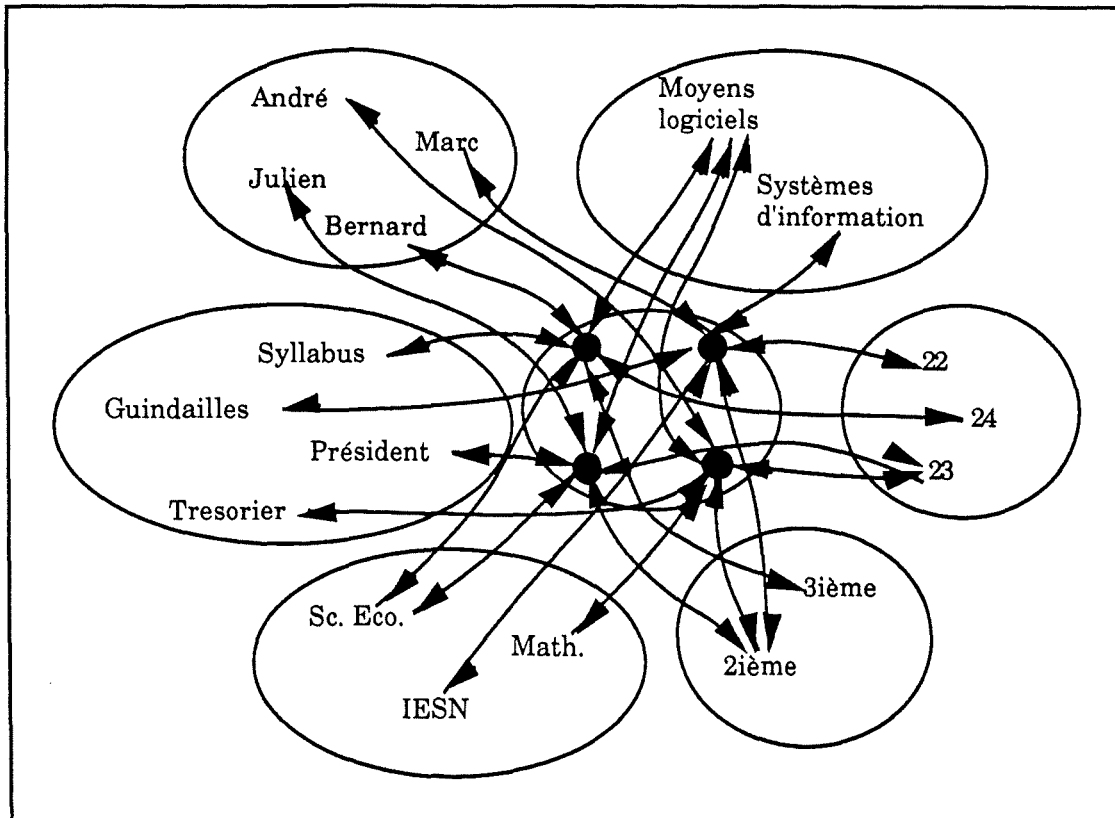 André
Marc
Julien
Bernard
Moyens
logiciels
Systèmes
d'information
Syllabus
Guindailles
Président
Tresorier
22
24
23
Sc. Eco.
Math.
IESN
3ième
2ième